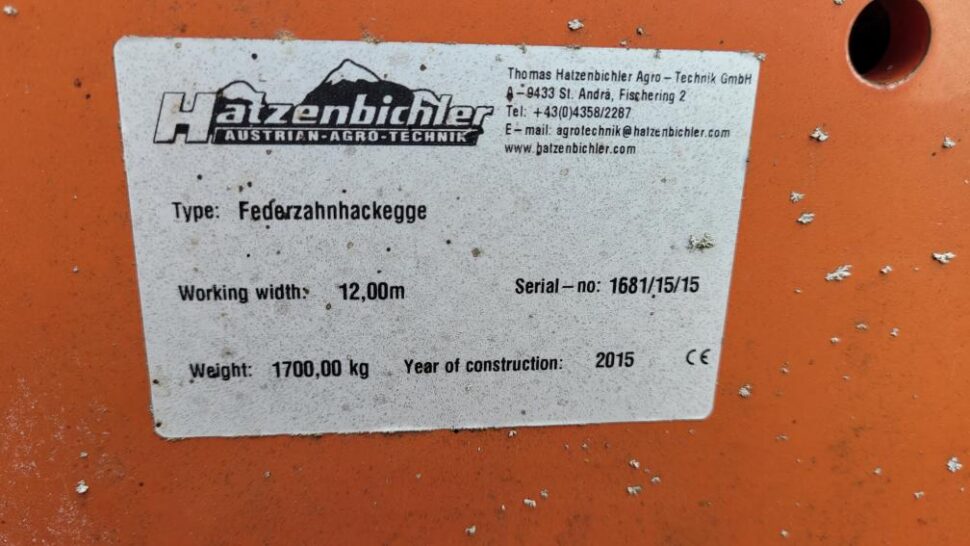 Hatzenbichler
AUSTRIAN-AGRO-TECHNIK
Thomas Hatzenbichler Agro-Technik GmbH
A-9433 St. Andrä, Fischering 2
Tel: +43(0)4358/2287
E-mail: agrotechnik@hatzenbichler.com
www.hatzenbichler.com
Type: Federzahnhackegge
Working width: 12,00m
Serial-no: 1681/15/15
Weight: 1700,00 kg
Year of construction: 2015
CE